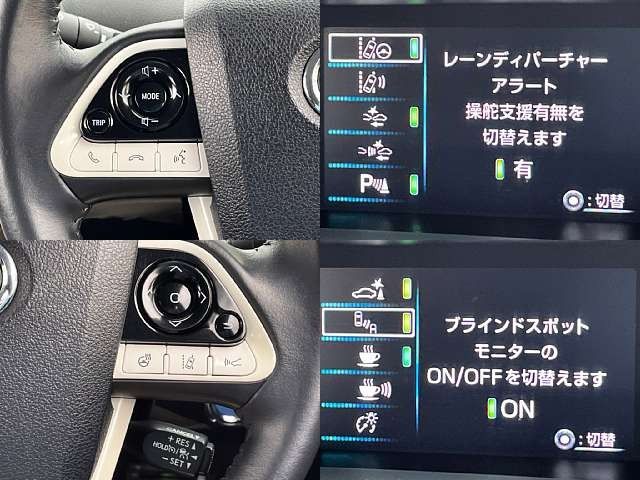 MODE
TRIP
レーンディパーチャー
アラート
操舵支援有無を
切替えます
有
P
:切替
CANCEL
+ RES
HOLD
- SET
ブラインドスポット
モニターの
ON/OFFを切替えます
ON
:切替